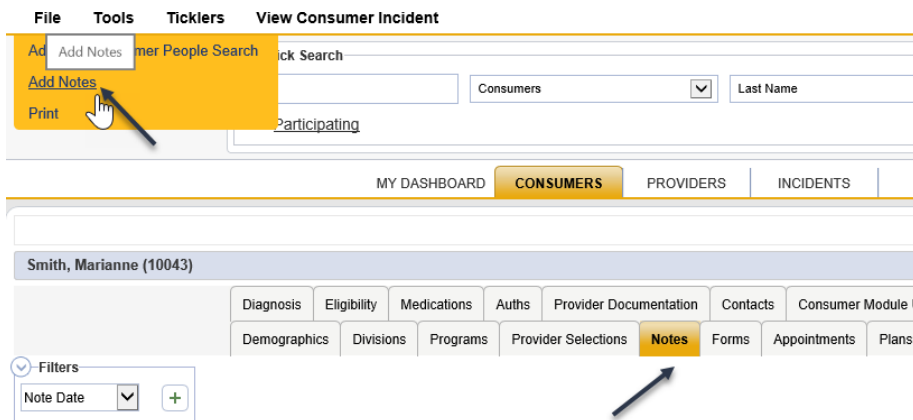 File Tools Ticklers View Consumer Incident
Ad Add Notes mer People Search
ick Search
Add Notes
Consumers Last Name
Print
Participating
MY DASHBOARD CONSUMERS PROVIDERS INCIDENTS
Smith, Marianne (10043)
Diagnosis Eligibility Medications Auths Provider Documentation Contacts Consumer Module
Demographics Divisions Programs Provider Selections Notes Forms Appointments Plans
Filters
Note Date +